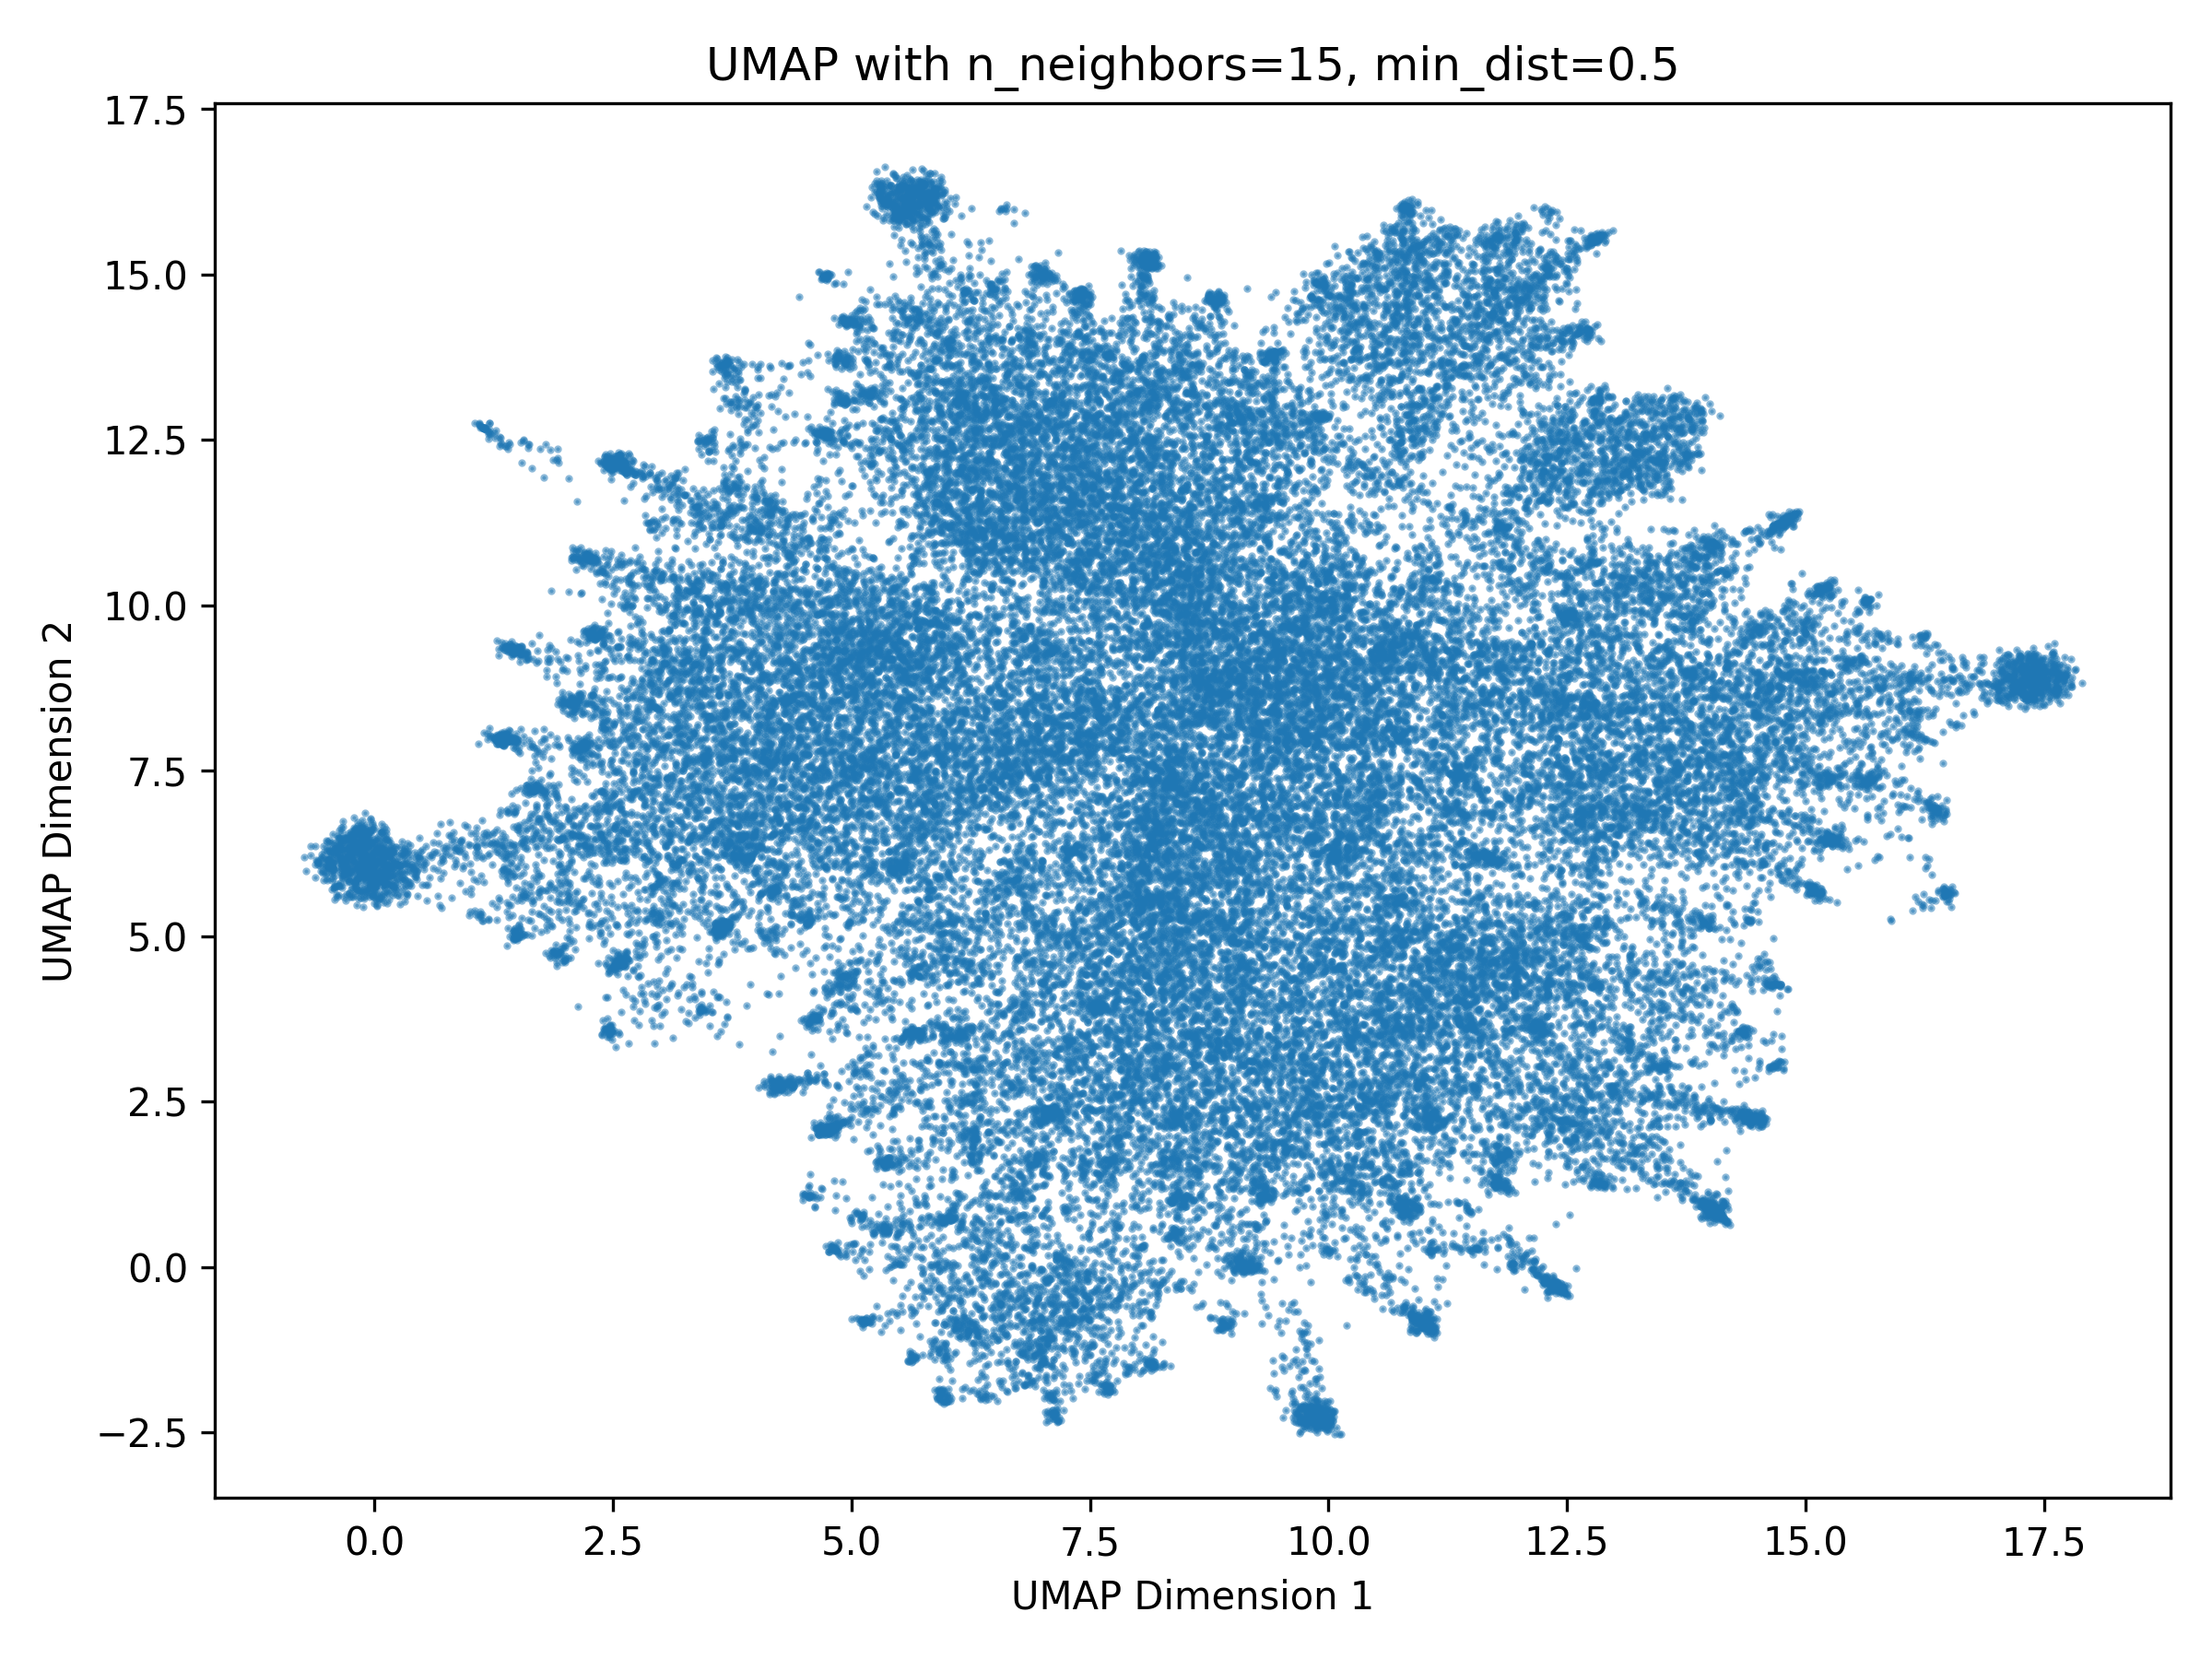 UMAP with n_neighbors=15, min_dist=0.5
17.5
15.0
12.5
10.0
7.5
5.0
2.5
0.0
−2.5
UMAP Dimension 2
0.0 2.5 5.0 7.5 10.0 12.5 15.0 17.5
UMAP Dimension 1